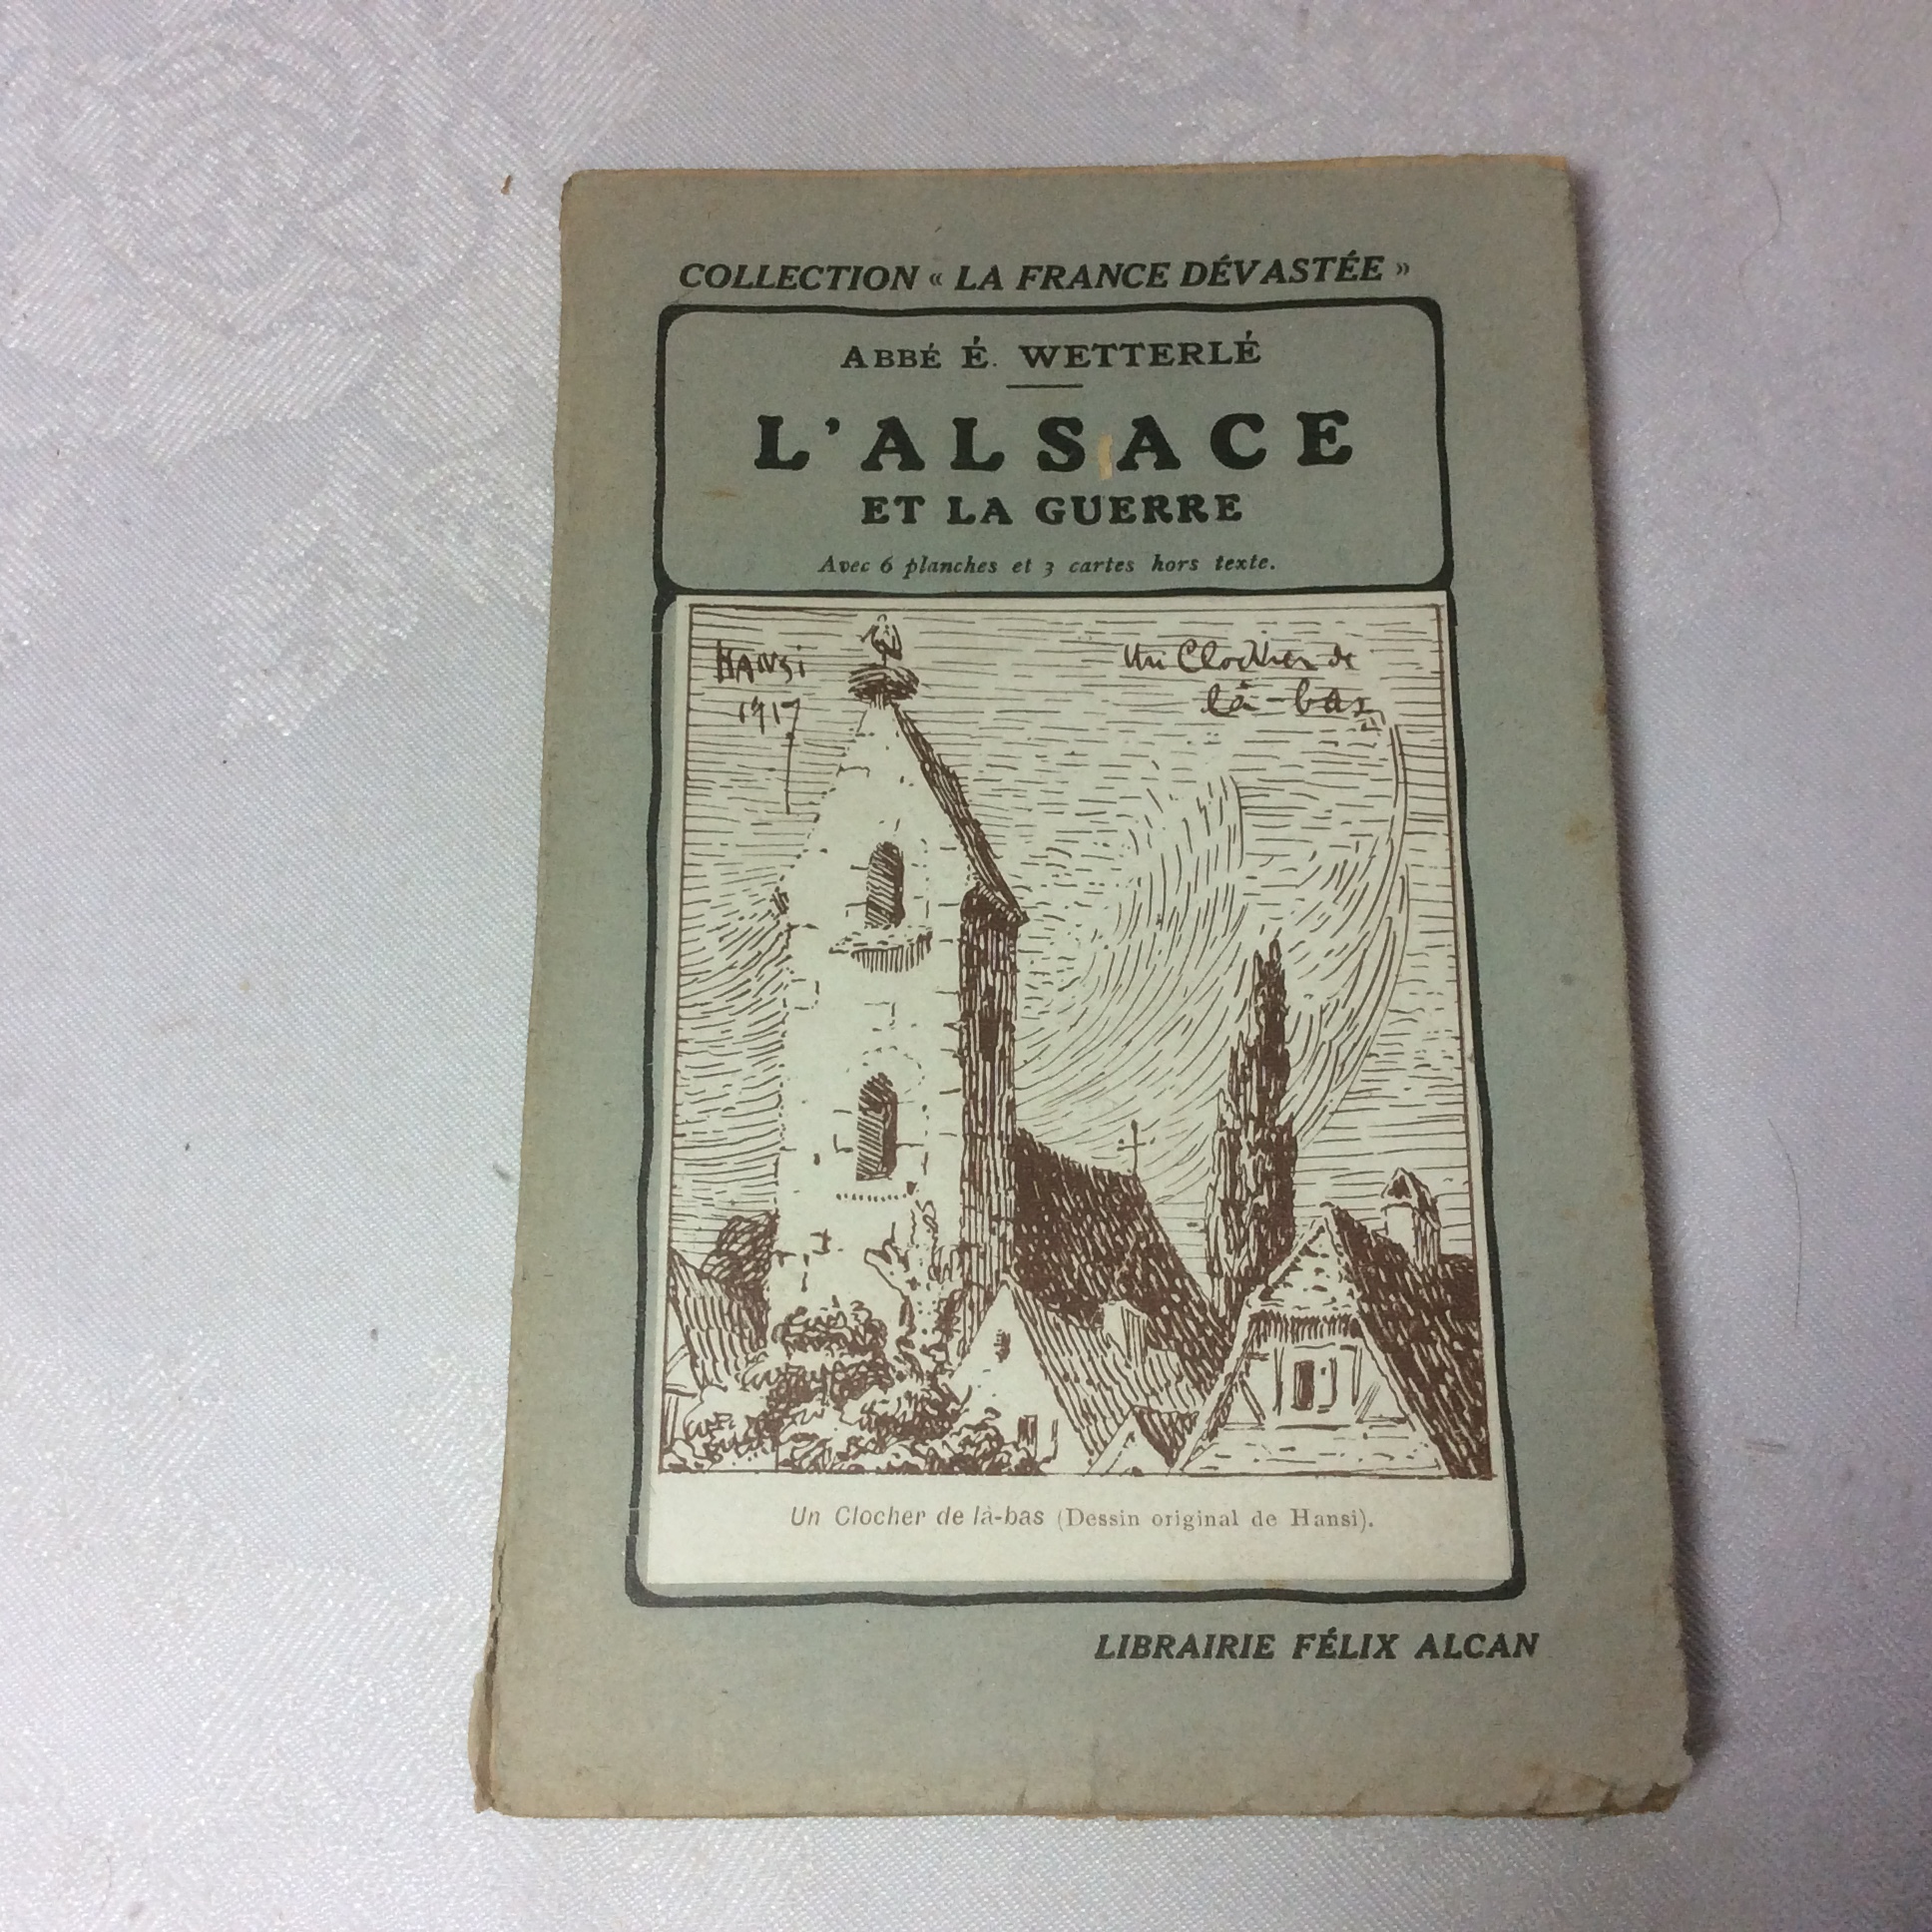 COLLECTION « LA FRANCE DÉVASTÉE »
ABBÉ É. WETTERLÉ
L'ALSACE
ET LA GUERRE
Avec 6 planches et 3 cartes hors texte.
HANSi
1917
Un Clocher de
là-bas
Un Clocher de là-bas (Dessin original de Hansi).
LIBRAIRIE FÉLIX ALCAN